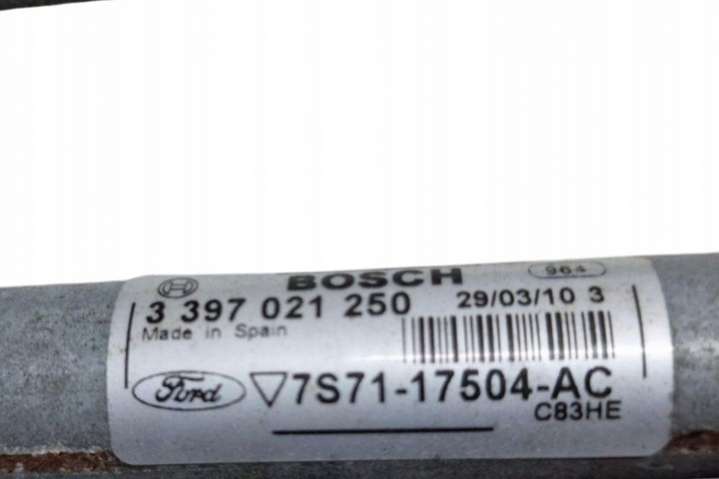 BOSCH 964
3 397 021 250 29/03/10 3
Made in Spain
Ford 7S71-17504-AC
C83HE